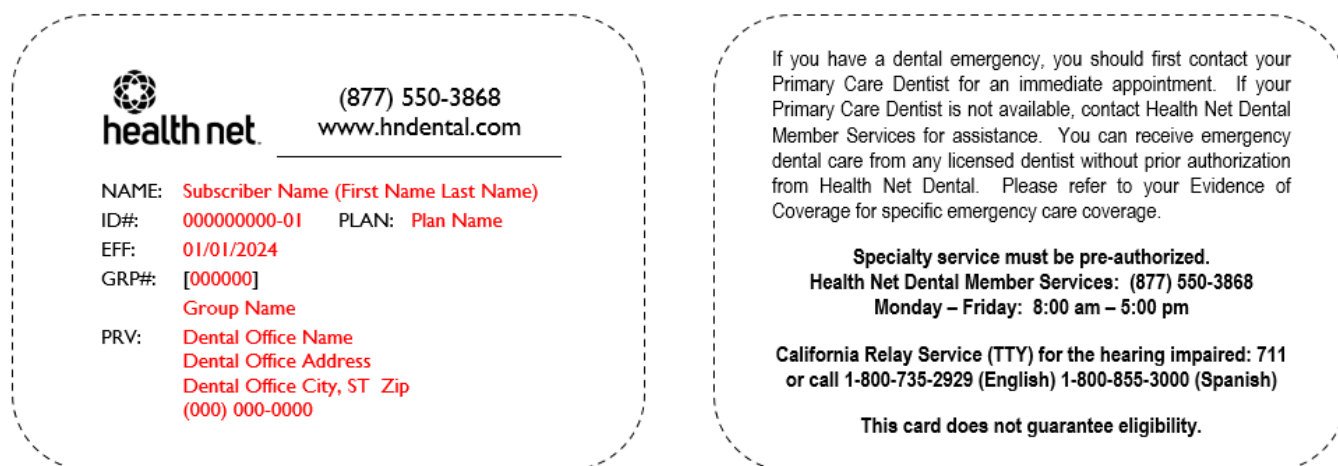 health net.
(877) 550-3868
www.hndental.com
NAME: Subscriber Name (First Name Last Name)
ID#: 000000000-01 PLAN: Plan Name
EFF: 01/01/2024
GRP#: [000000]
Group Name
PRV: Dental Office Name
Dental Office Address
Dental Office City, ST Zip
(000) 000-0000
If you have a dental emergency, you should first contact your
Primary Care Dentist for an immediate appointment. If your
Primary Care Dentist is not available, contact Health Net Dental
Member Services for assistance. You can receive emergency
dental care from any licensed dentist without prior authorization
from Health Net Dental. Please refer to your Evidence of
Coverage for specific emergency care coverage.
Specialty service must be pre-authorized.
Health Net Dental Member Services: (877) 550-3868
Monday – Friday: 8:00 am – 5:00 pm
California Relay Service (TTY) for the hearing impaired: 711
or call 1-800-735-2929 (English) 1-800-855-3000 (Spanish)
This card does not guarantee eligibility.